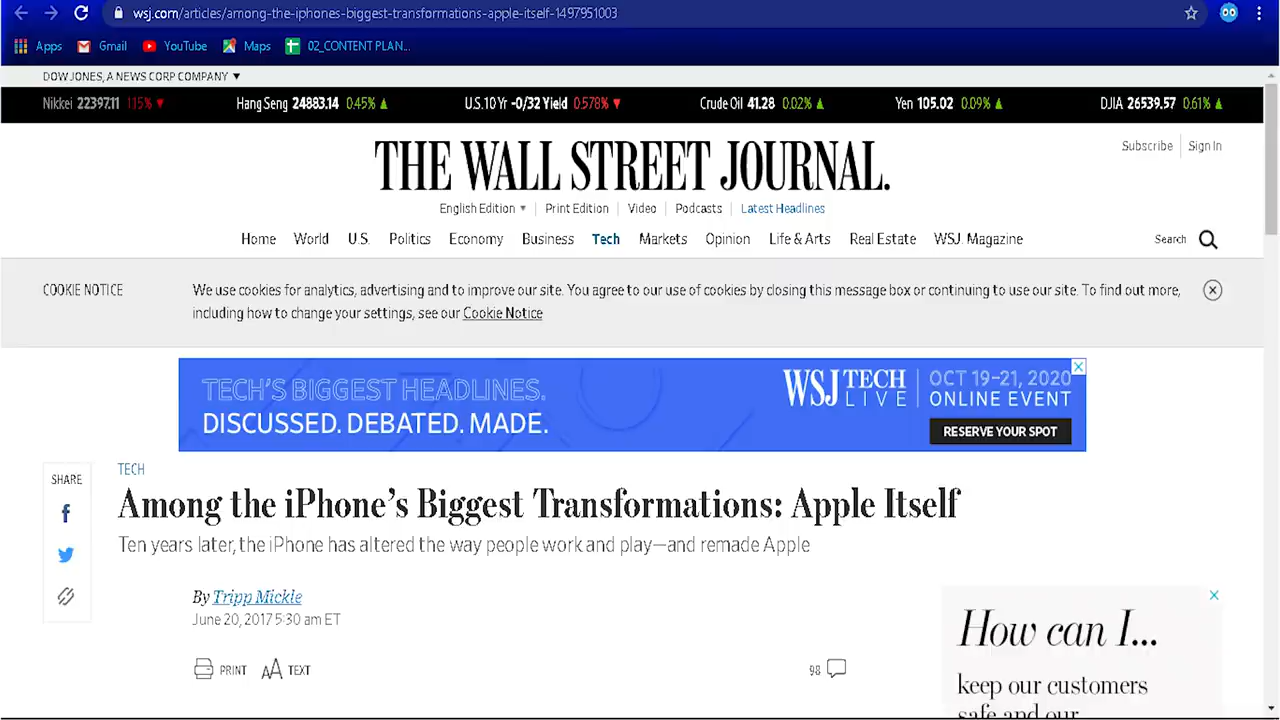 wsj.com/articles/among-the-iphones-biggest-transformations-apple-itself-1497951003
Apps Gmail YouTube Maps 02_CONTENT PLAN...
DOW JONES, A NEWS CORP COMPANY ▼
Nikkei 22397.11 1.15% ▼ Hang Seng 24883.14 0.45% ▲ U.S. 10 Yr -0/32 Yield 0.578% ▼ Crude Oil 41.28 0.02% ▲ Yen 105.02 0.09% ▲ DJIA 26539.57 0.61% ▲
Subscribe Sign In
THE WALL STREET JOURNAL.
English Edition ▼ Print Edition Video Podcasts Latest Headlines
Home World U.S. Politics Economy Business Tech Markets Opinion Life & Arts Real Estate WSJ. Magazine Search
COOKIE NOTICE
We use cookies for analytics, advertising and to improve our site. You agree to our use of cookies by closing this message box or continuing to use our site. To find out more,
including how to change your settings, see our Cookie Notice
TECH'S BIGGEST HEADLINES.
DISCUSSED. DEBATED. MADE.
WSJ TECH LIVE
OCT 19-21, 2020
ONLINE EVENT
RESERVE YOUR SPOT
SHARE
TECH
Among the iPhone's Biggest Transformations: Apple Itself
Ten years later, the iPhone has altered the way people work and play—and remade Apple
By Tripp Mickle
June 20, 2017 5:30 am ET
PRINT AA TEXT
98
How can I...
keep our customers
safe and our